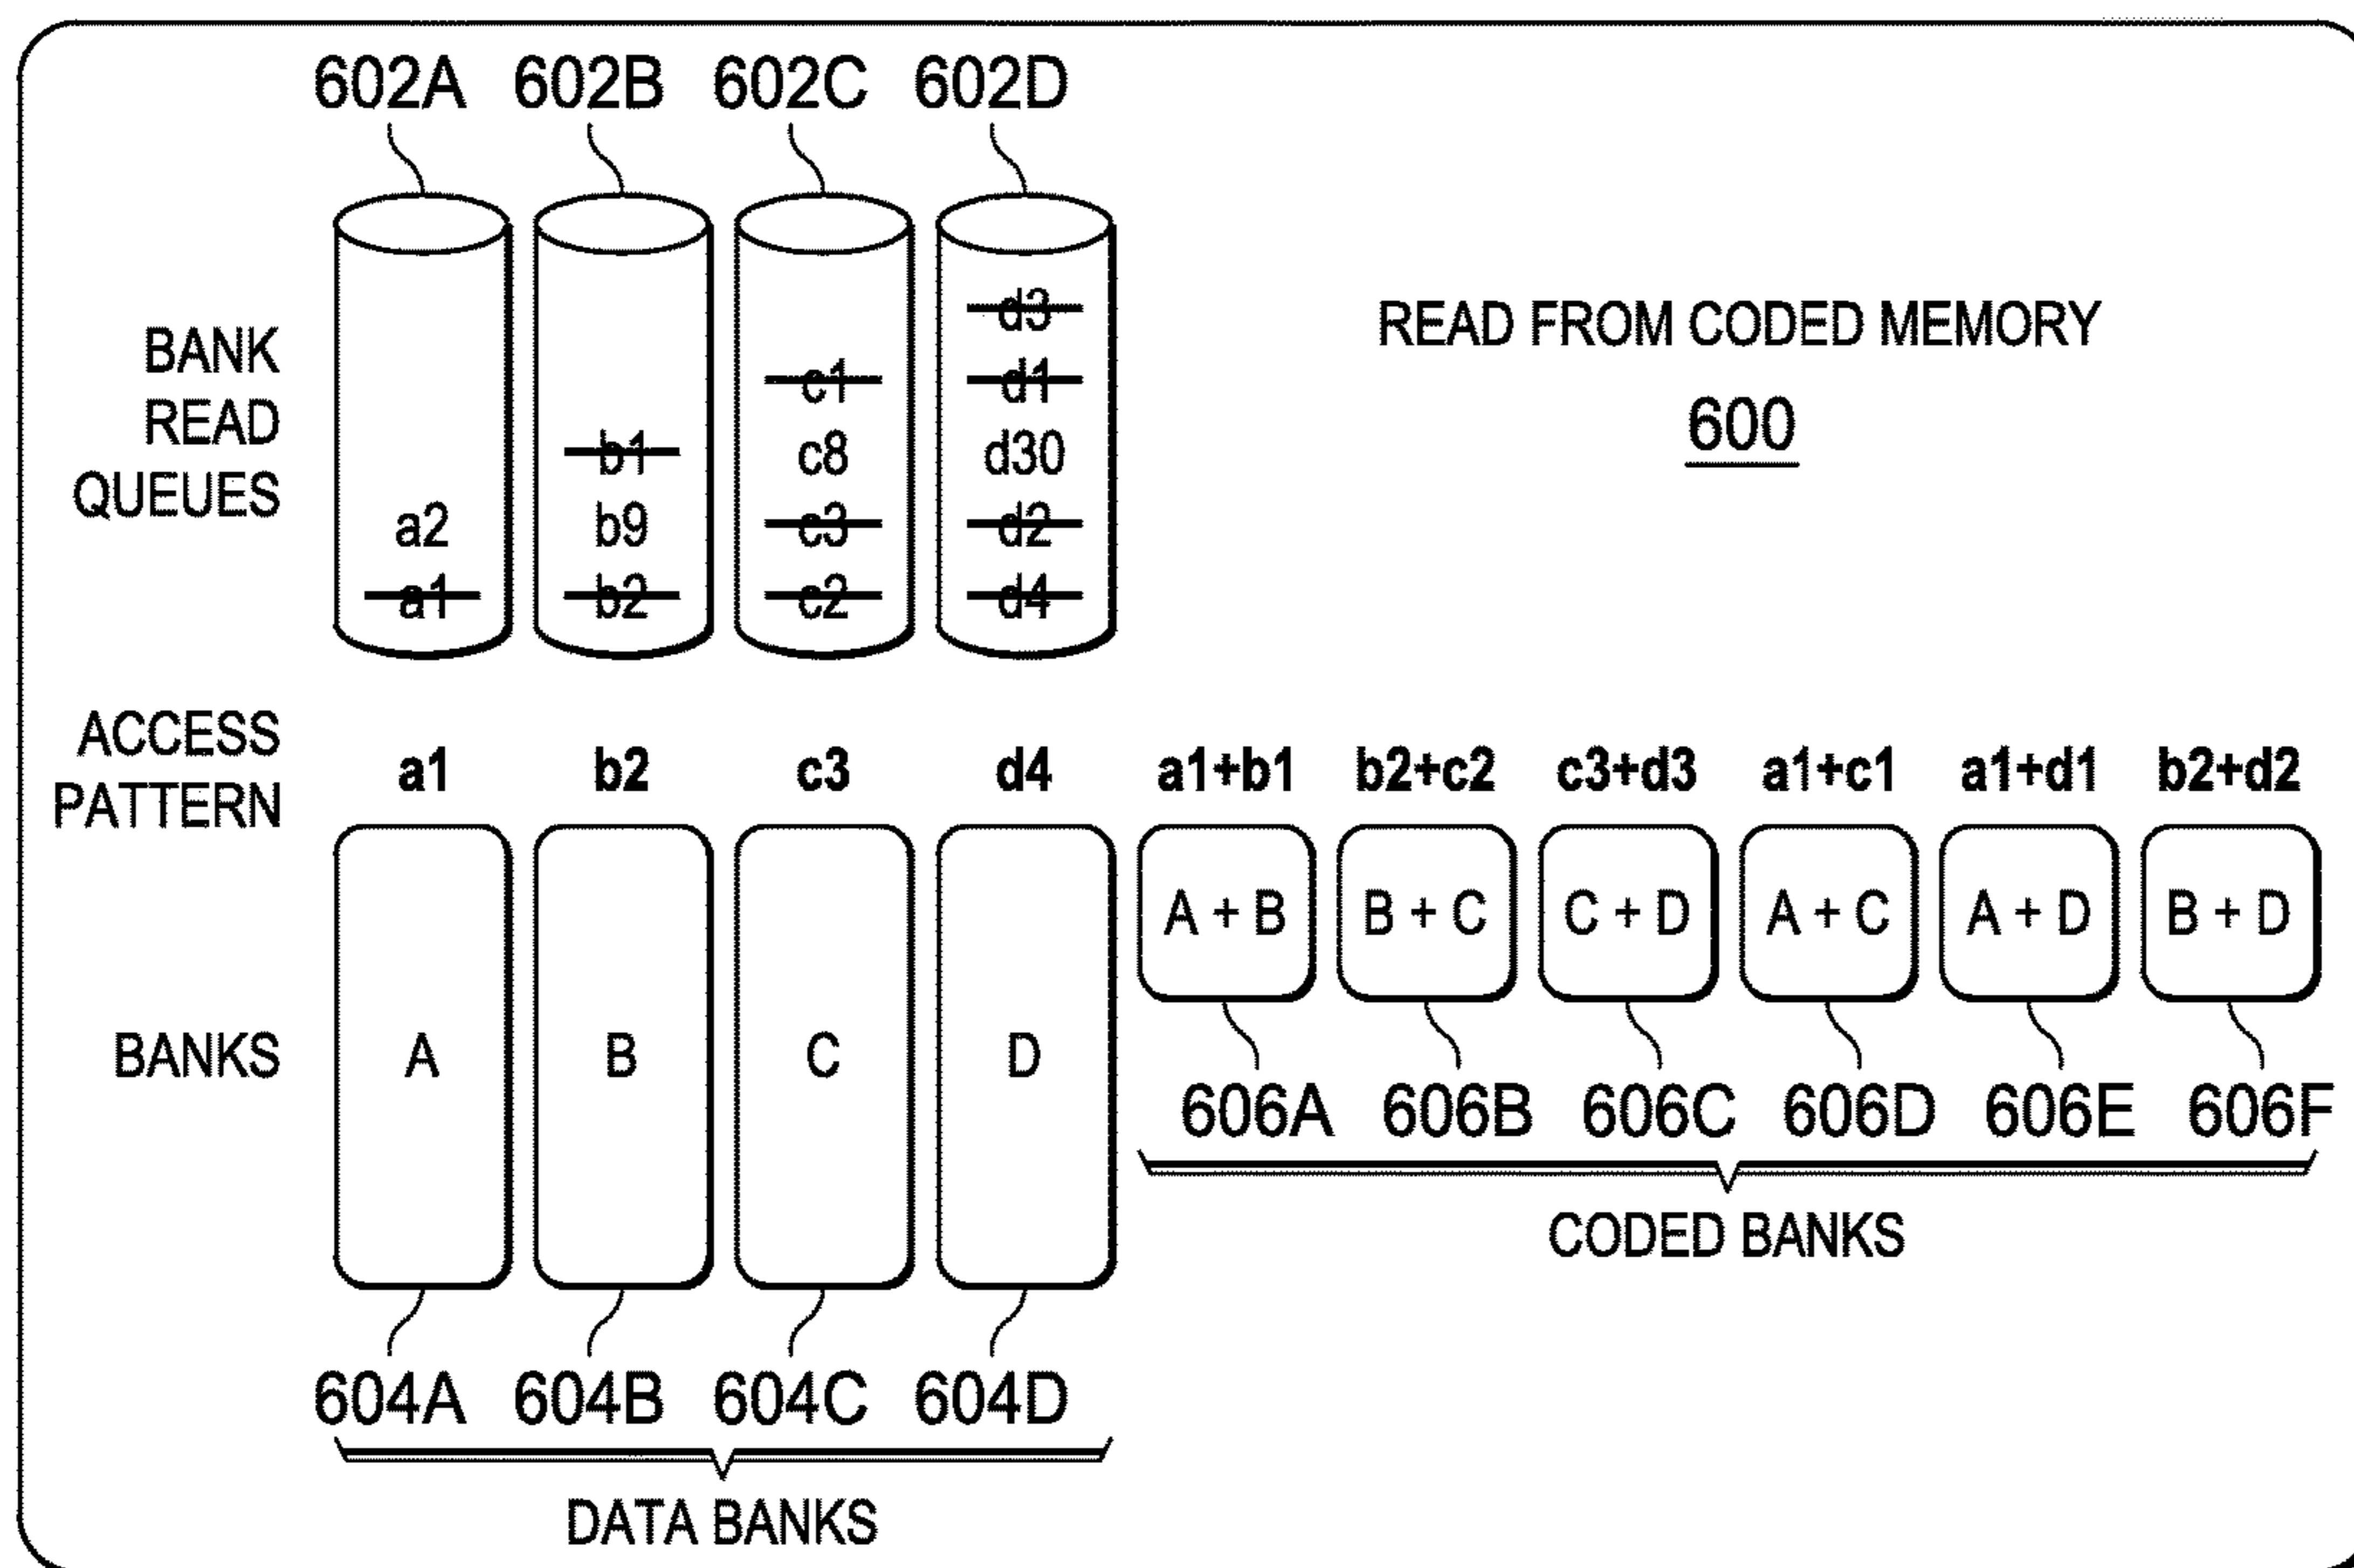 602A 602B 602C 602D
BANK
READ
QUEUES
a2
a1
b1
b9
b2
c1
c8
c3
c2
d3
d1
d30
d2
d4
READ FROM CODED MEMORY
600
ACCESS
PATTERN
a1 b2 c3 d4 a1+b1 b2+c2 c3+d3 a1+c1 a1+d1 b2+d2
A + B B + C C + D A + C A + D B + D
BANKS
A B C D
606A 606B 606C 606D 606E 606F
CODED BANKS
604A 604B 604C 604D
DATA BANKS